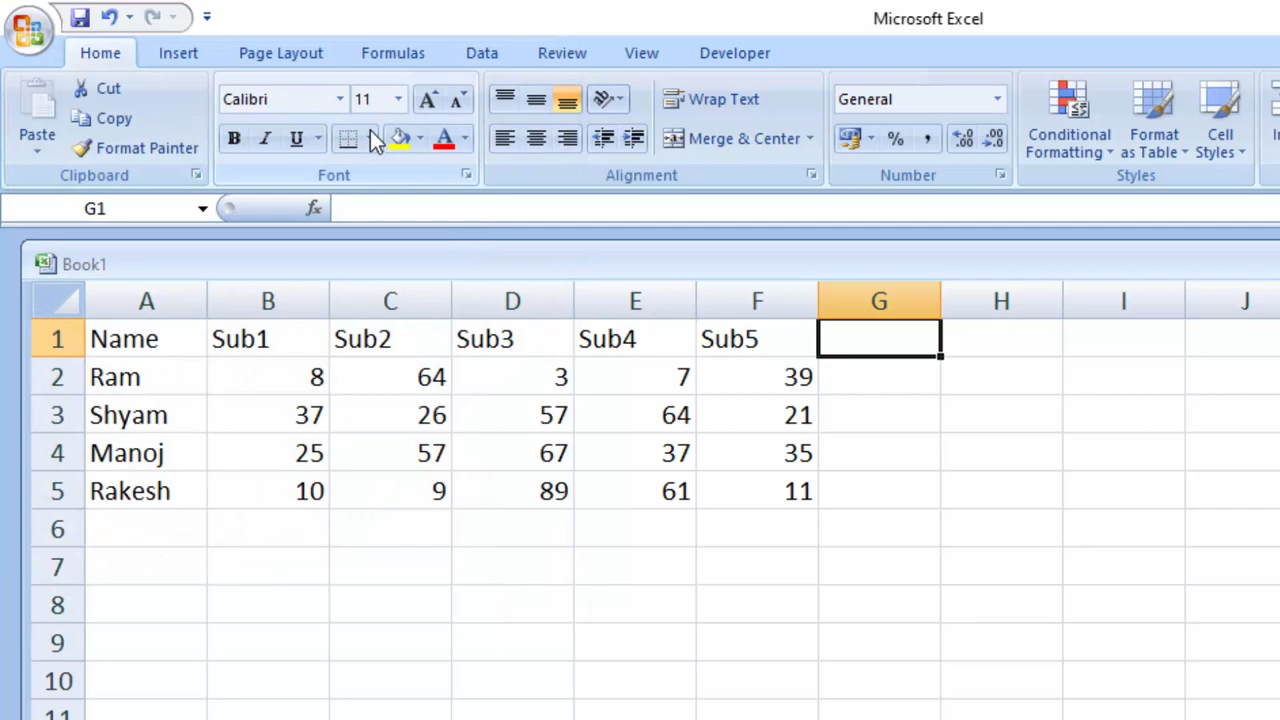 Microsoft Excel
Home Insert Page Layout Formulas Data Review View Developer
Cut
Copy
Format Painter
Paste
Clipboard
Calibri 11
B I U A
Font
Wrap Text
Merge & Center
Alignment
General
% ,
Number
Conditional Formatting
Format as Table
Cell Styles
Styles
G1 fx
Book1
A B C D E F G H I J
1 Name Sub1 Sub2 Sub3 Sub4 Sub5
2 Ram 8 64 3 7 39
3 Shyam 37 26 57 64 21
4 Manoj 25 57 67 37 35
5 Rakesh 10 9 89 61 11
6
7
8
9
10
11